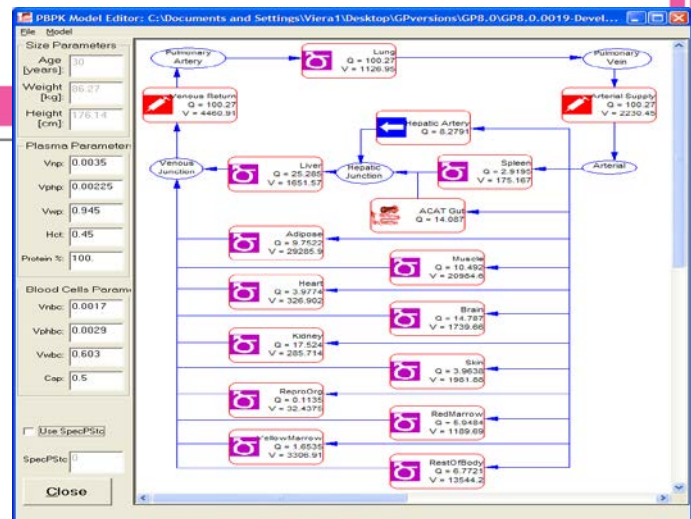 PBPK Model Editor: C:\Documents and Settings\Viera1\Desktop\GPversions\GP8.0\GP8.0.0019-Devel...
File Model
Size Parameters
Age [years]: 30
Weight [kg]: 86.27
Height [cm]: 176.14
Plasma Parameter
Vnp: 0.0035
Vphp: 0.00225
Vwp: 0.945
Hct: 0.45
Protein %: 100.
Blood Cells Param
Vnbc: 0.0017
Vphbc: 0.0029
Vwbc: 0.603
Cap: 0.5
Use SpecPStc
SpecPStc 0
Close
Pulmonary Artery
Lung
Q = 100.27
V = 1126.95
Pulmonary Vein
Venous Return
Q = 100.27
V = 4460.91
Arterial Supply
Q = 100.27
V = 2230.45
Hepatic Artery
Q = 8.2791
Venous Junction
Liver
Q = 25.285
V = 1651.57
Hepatic Junction
Spleen
Q = 2.9195
V = 175.167
Arterial
ACAT Gut
Q = 14.087
Adipose
Q = 9.7522
V = 29285.9
Muscle
Q = 10.492
V = 20984.6
Heart
Q = 3.9774
V = 326.902
Brain
Q = 14.787
V = 1739.66
Kidney
Q = 17.524
V = 285.714
Skin
Q = 3.9638
V = 1981.88
ReproOrg
Q = 0.1135
V = 32.4375
RedMarrow
Q = 5.9484
V = 1189.69
YellowMarrow
Q = 1.6535
V = 3306.91
RestOfBody
Q = 6.7721
V = 13544.2